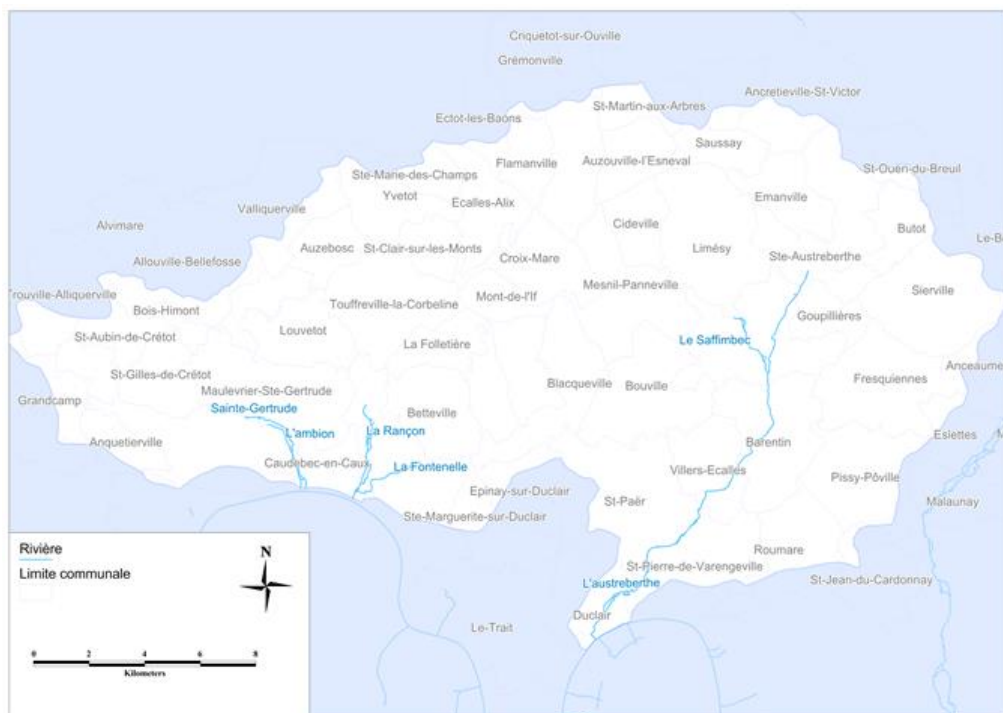 Criquetot-sur-Ouville
Grémonville
Ancretieville-St-Victor
St-Martin-aux-Arbres
Ectot-les-Baons
Saussay
Flamanville
Auzouville-l'Esneval
St-Ouen-du-Breuil
Ste-Marie-des-Champs
Yvetot
Ecalles-Alix
Emanville
Valliquerville
Cideville
Alvimare
Butot
Auzebosc
St-Clair-sur-les-Monts
Limésy
Le-B
Croix-Mare
Ste-Austreberthe
Allouville-Bellefosse
Mesnil-Panneville
Sierville
Trouville-Alliquerville
Mont-de-l'If
Bois-Himont
Touffreville-la-Corbeline
Goupillières
Louvetot
St-Aubin-de-Crétot
La Folletière
Le Saffimbec
Anceaume
St-Gilles-de-Crétot
Fresquiennes
Blacqueville
Bouville
Maulevrier-Ste-Gertrude
Grandcamp
Sainte-Gertrude
Betteville
L'ambion
La Rançon
Eslettes
M
Anquetierville
Barentin
Caudebec-en-Caux
La Fontenelle
Villers-Ecalles
Pissy-Pôville
Epinay-sur-Duclair
St-Paër
Malaunay
Ste-Marguerite-sur-Duclair
Rivière
Limite communale
N
Roumare
St-Pierre-de-Varengeville
St-Jean-du-Cardonnay
L'austreberthe
Duclair
Le-Trait
0 2 4 6 8
Kilometers